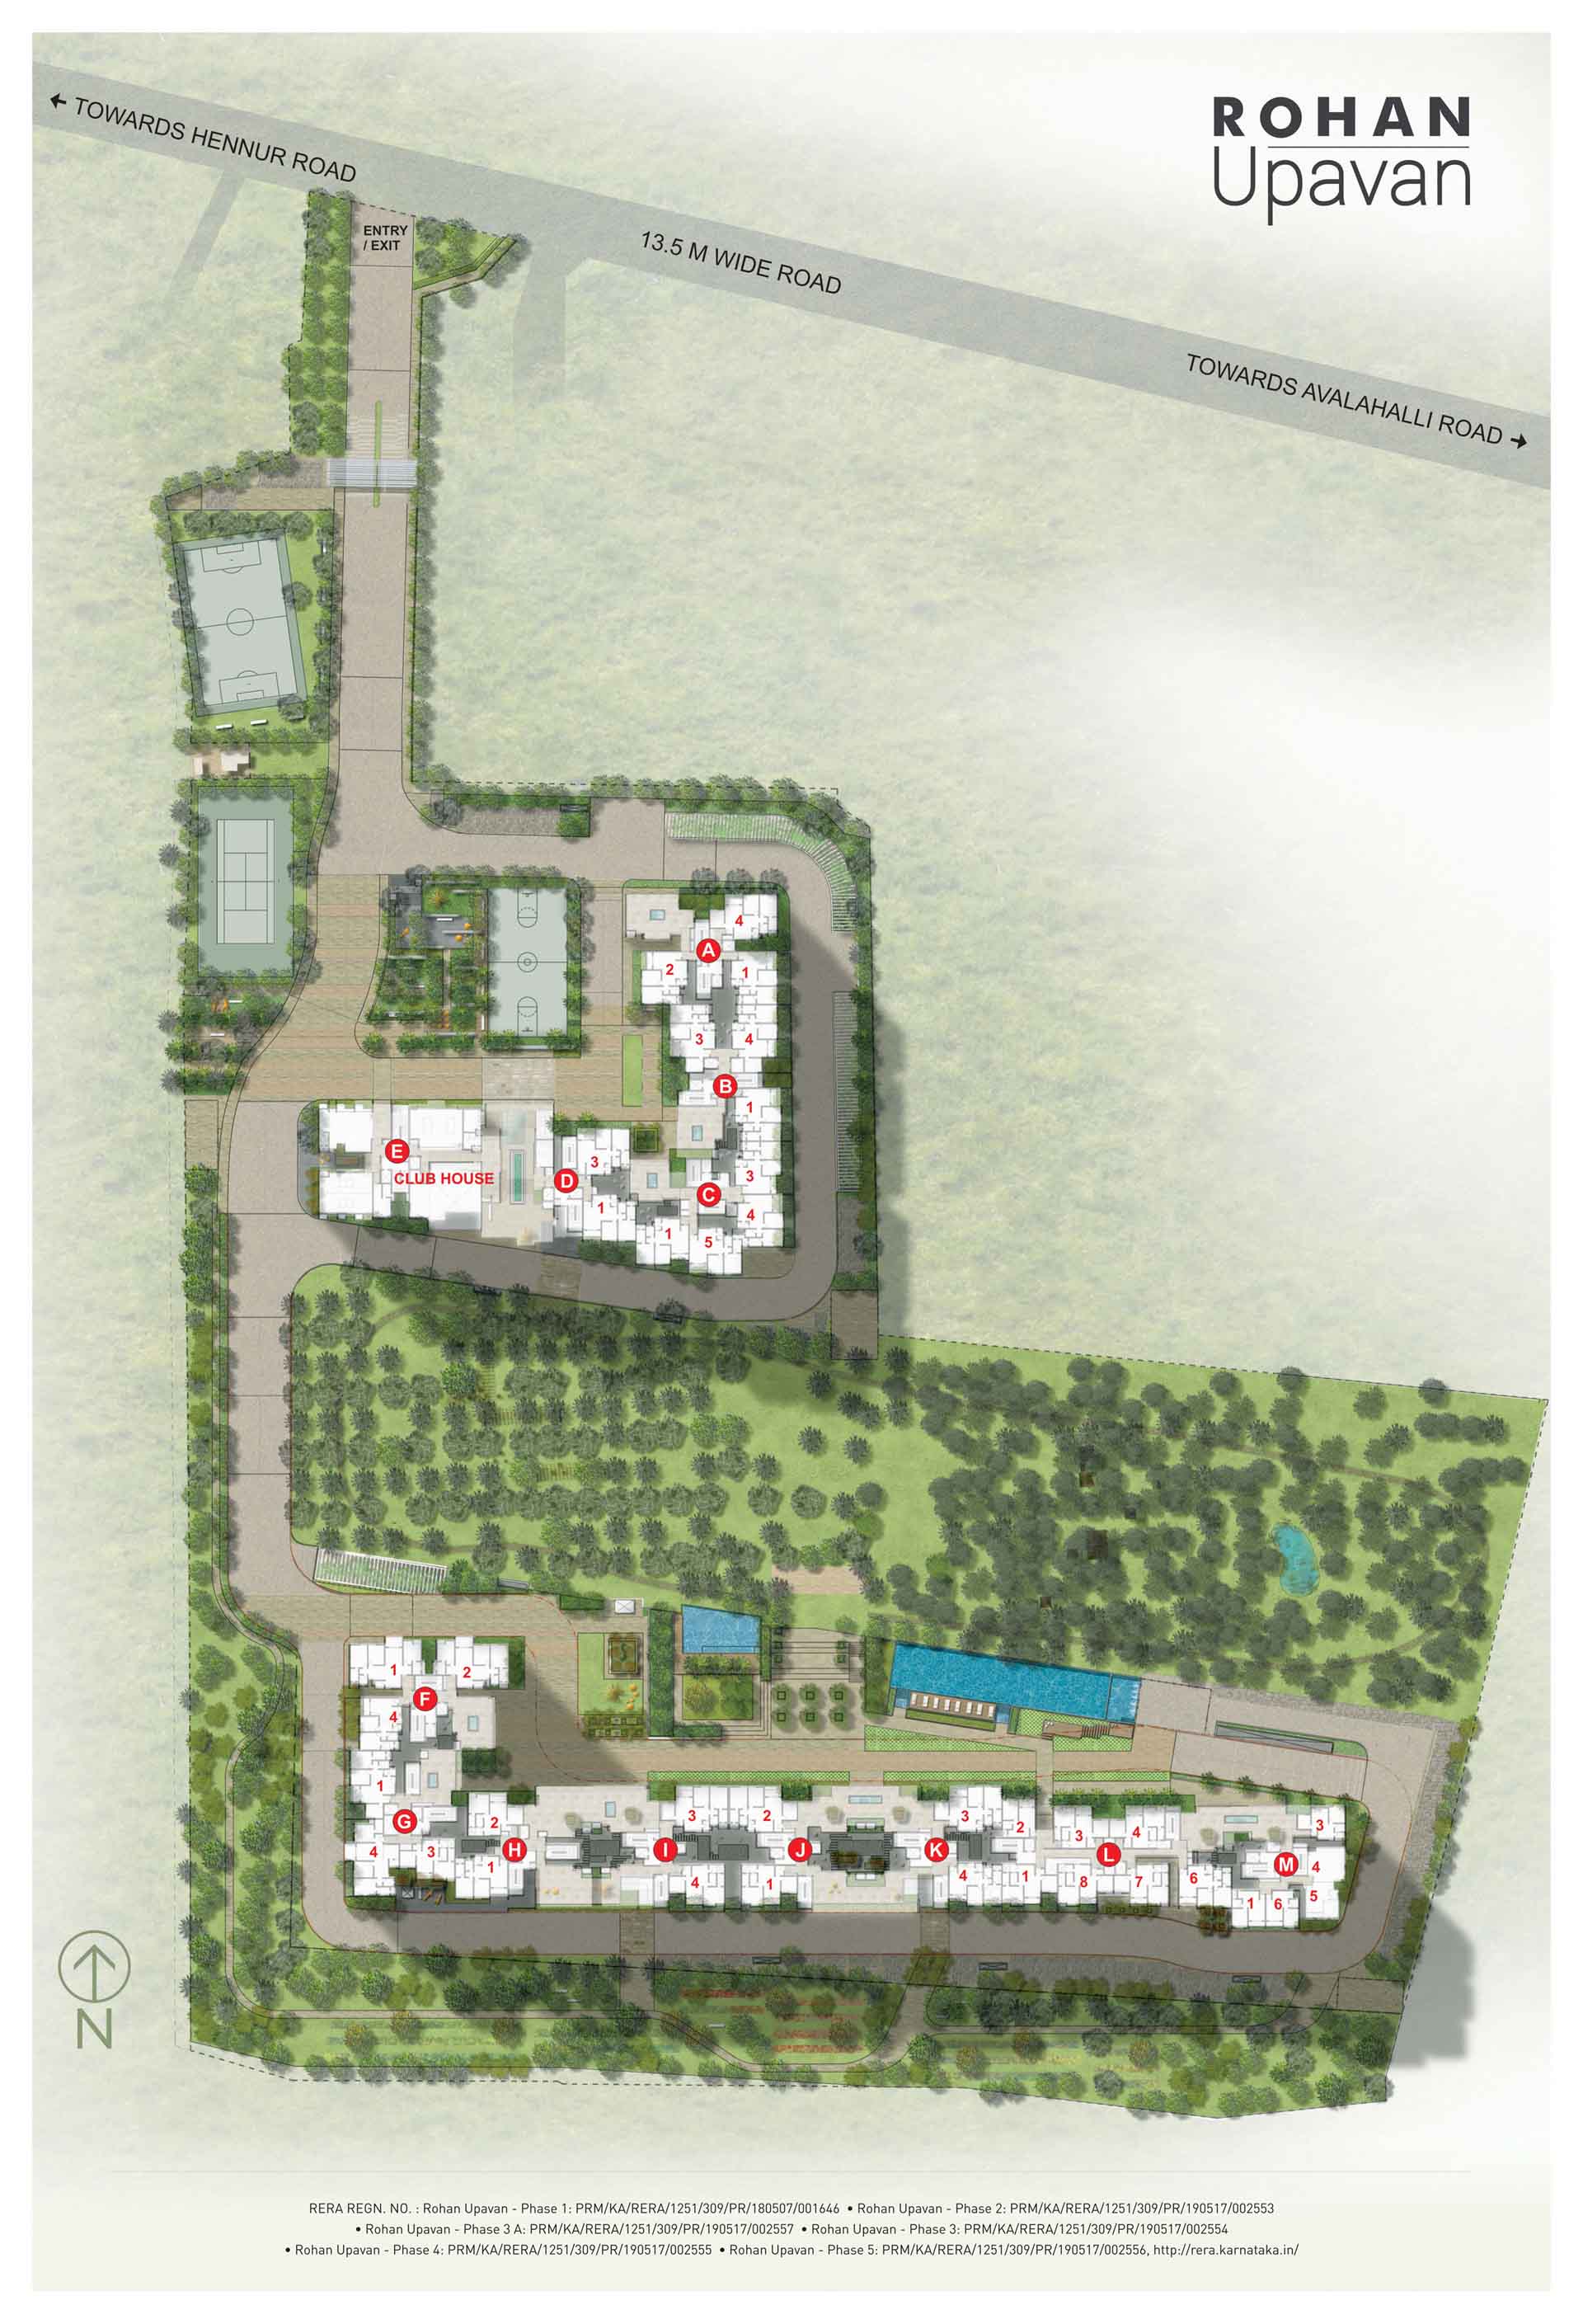 ROHAN
Upavan
← TOWARDS HENNUR ROAD
13.5 M WIDE ROAD
TOWARDS AVALAHALLI ROAD →
ENTRY
/ EXIT
4
A
2
1
3
4
B
1
E
CLUB HOUSE
D
3
1
C
3
4
1
5
1
2
F
4
1
G
4
3
2
H
1
3
2
I
J
4
1
3
2
K
4
1
3
4
L
8
7
6
3
M
4
5
1
6
N
RERA REGN. NO. : Rohan Upavan - Phase 1: PRM/KA/RERA/1251/309/PR/180507/001646 • Rohan Upavan - Phase 2: PRM/KA/RERA/1251/309/PR/190517/002553
• Rohan Upavan - Phase 3 A: PRM/KA/RERA/1251/309/PR/190517/002557 • Rohan Upavan - Phase 3: PRM/KA/RERA/1251/309/PR/190517/002554
• Rohan Upavan - Phase 4: PRM/KA/RERA/1251/309/PR/190517/002555 • Rohan Upavan - Phase 5: PRM/KA/RERA/1251/309/PR/190517/002556, http://rera.karnataka.in/